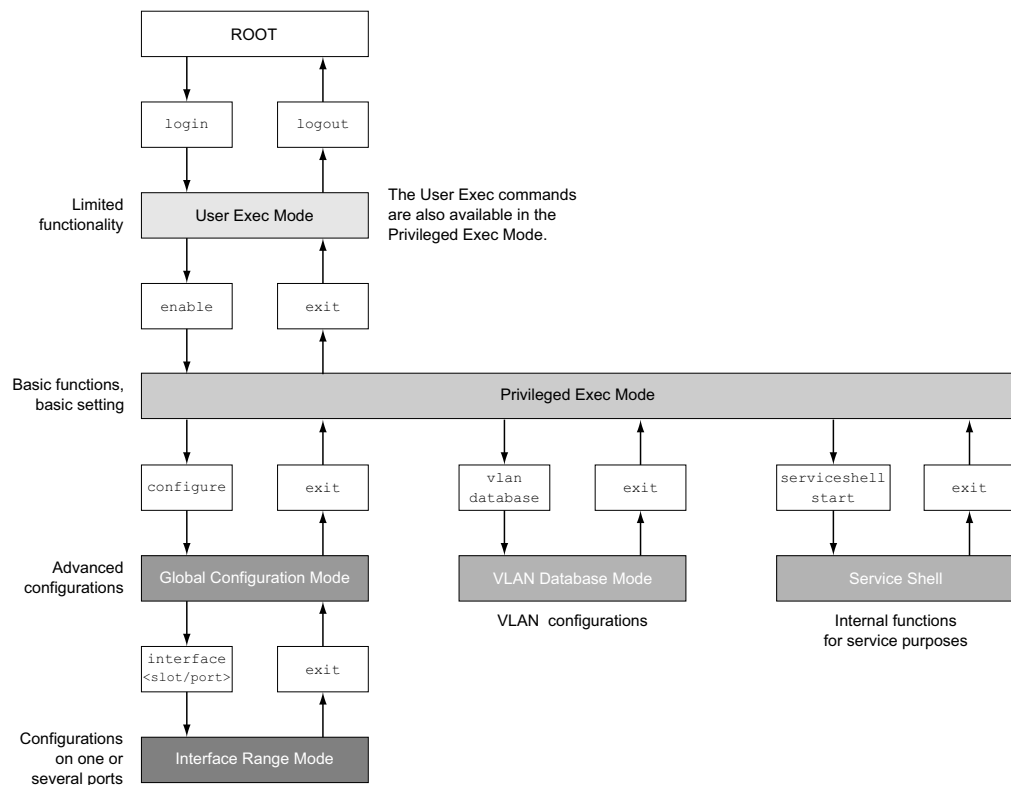 ROOT
login
logout
Limited
functionality
User Exec Mode
The User Exec commands
are also available in the
Privileged Exec Mode.
enable
exit
Basic functions,
basic setting
Privileged Exec Mode
configure
exit
vlan
database
exit
serviceshell
start
exit
Advanced
configurations
Global Configuration Mode
VLAN Database Mode
Service Shell
VLAN configurations
Internal functions
for service purposes
interface
<slot/port>
exit
Configurations
on one or
several ports
Interface Range Mode